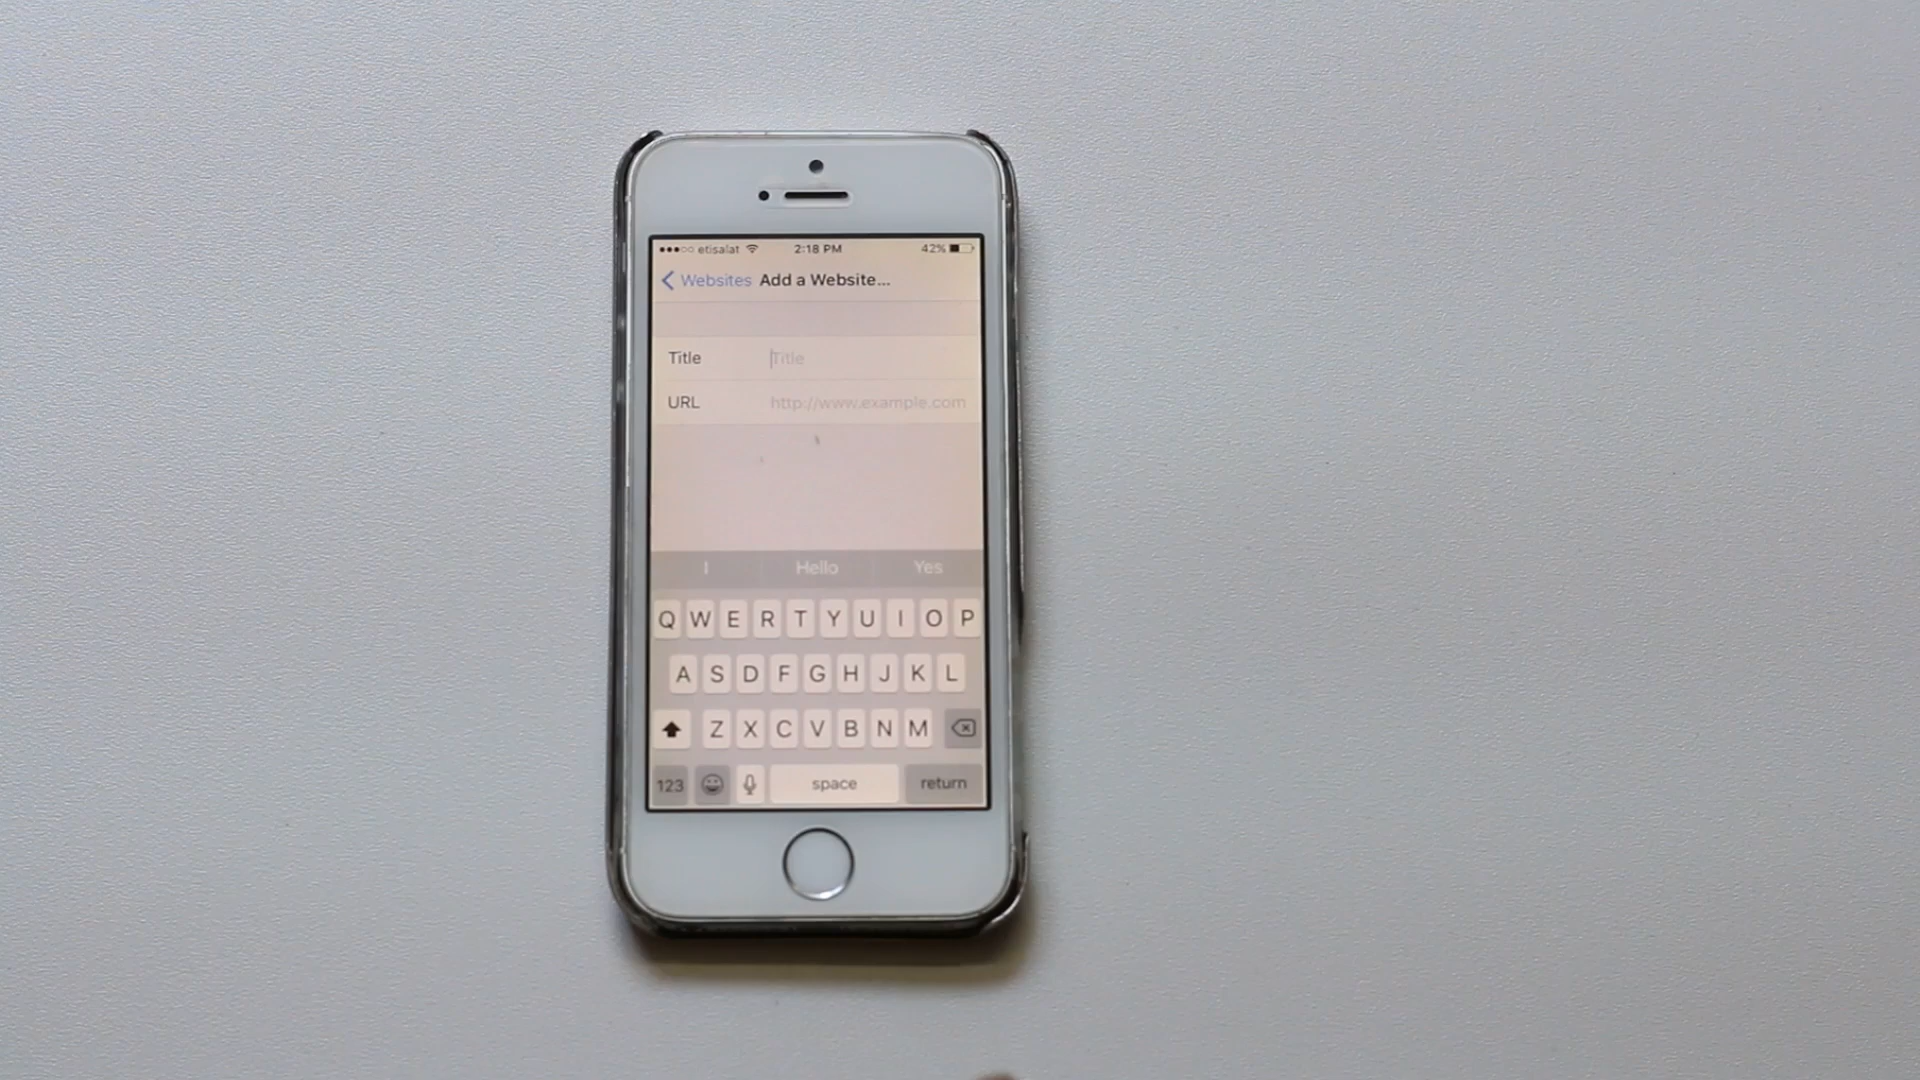 etisalat 2:18 PM 42%
Websites Add a Website...
Title Title
URL http://www.example.com
I Hello Yes
Q W E R T Y U I O P
A S D F G H J K L
Z X C V B N M
123 space return